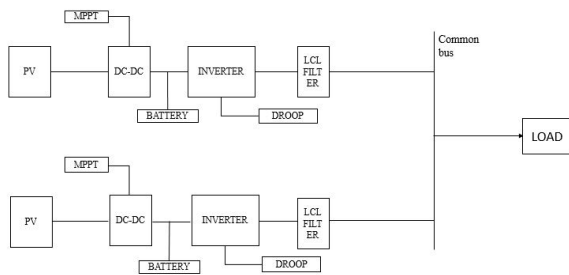 MPPT
Common
bus
PV
DC-DC
INVERTER
LCL
FILT
ER
BATTERY
DROOP
LOAD
MPPT
PV
DC-DC
INVERTER
LCL
FILT
ER
BATTERY
DROOP